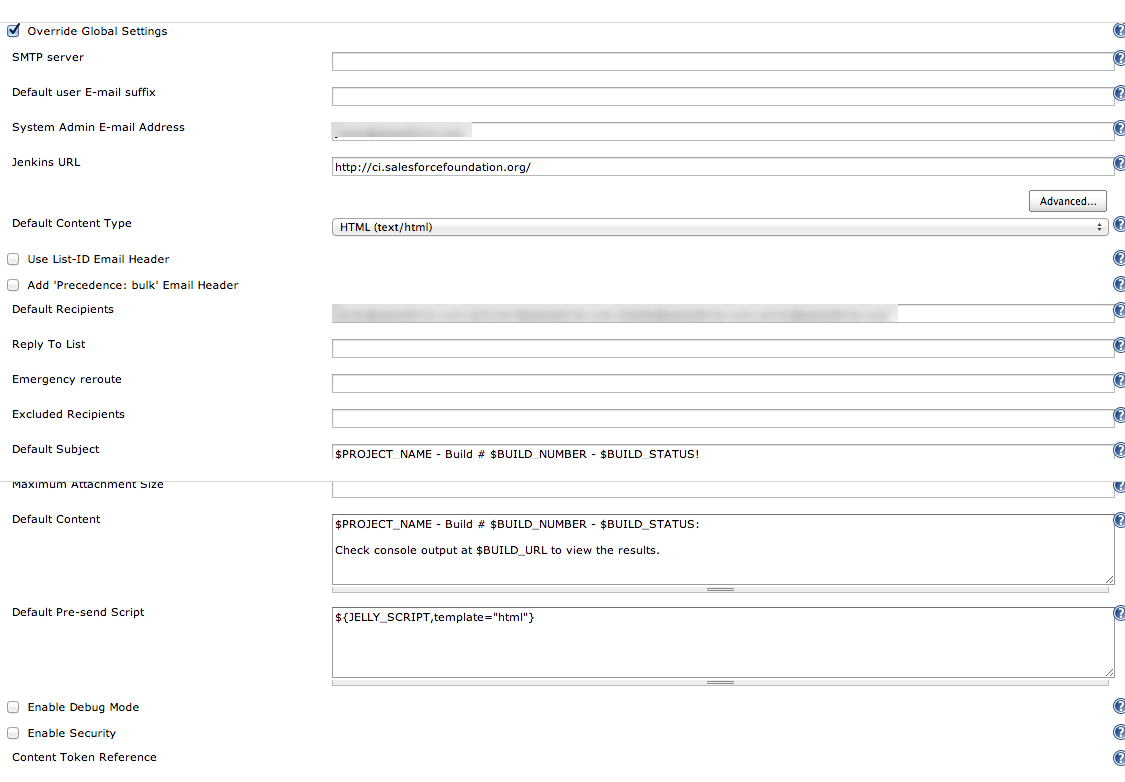 Override Global Settings
SMTP server
Default user E-mail suffix
System Admin E-mail Address
Jenkins URL
http://ci.salesforcefoundation.org/
Advanced...
Default Content Type
HTML (text/html)
Use List-ID Email Header
Add 'Precedence: bulk' Email Header
Default Recipients
Reply To List
Emergency reroute
Excluded Recipients
Default Subject
$PROJECT_NAME - Build # $BUILD_NUMBER - $BUILD_STATUS!
Maximum Attachment Size
Default Content
$PROJECT_NAME - Build # $BUILD_NUMBER - $BUILD_STATUS:
Check console output at $BUILD_URL to view the results.
Default Pre-send Script
${JELLY_SCRIPT,template="html"}
Enable Debug Mode
Enable Security
Content Token Reference